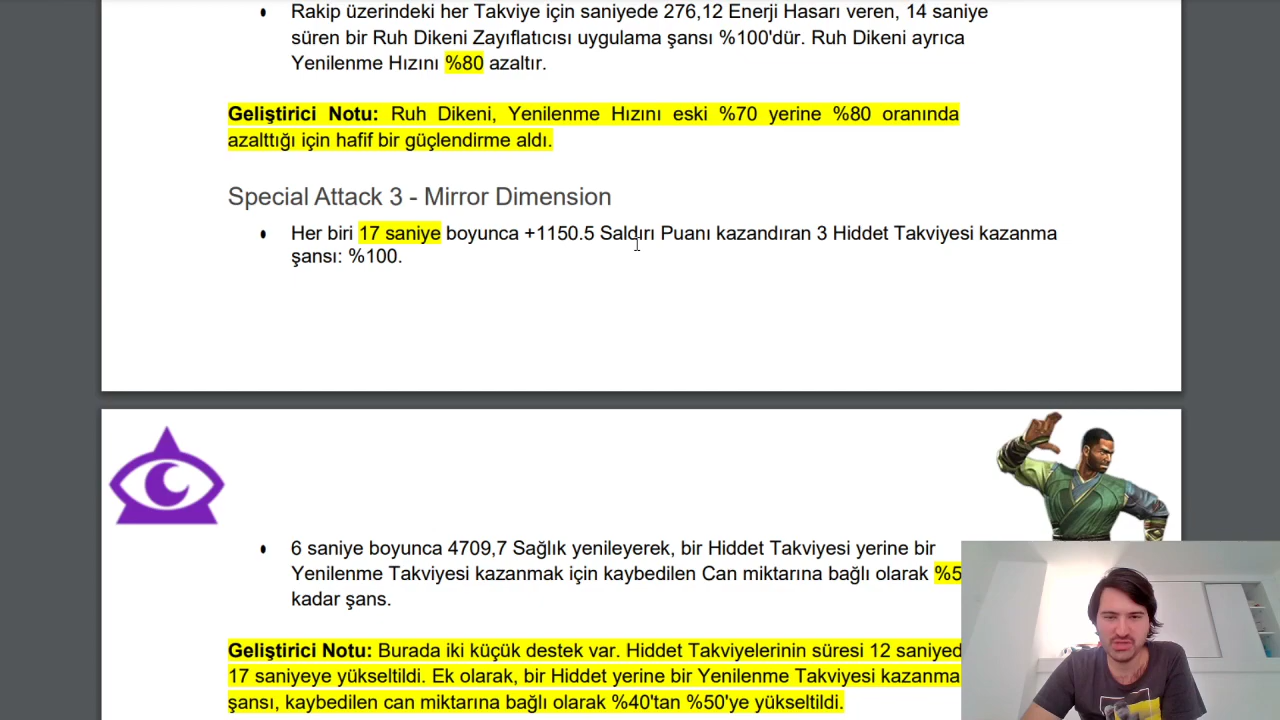 • Rakip üzerindeki her Takviye için saniyede 276,12 Enerji Hasarı veren, 14 saniye
süren bir Ruh Dikeni Zayıflatıcısı uygulama şansı %100'dür. Ruh Dikeni ayrıca
Yenilenme Hızını %80 azaltır.
Geliştirici Notu: Ruh Dikeni, Yenilenme Hızını eski %70 yerine %80 oranında
azalttığı için hafif bir güçlendirme aldı.
Special Attack 3 - Mirror Dimension
• Her biri 17 saniye boyunca +1150.5 Saldırı Puanı kazandıran 3 Hiddet Takviyesi kazanma
şansı: %100.
• 6 saniye boyunca 4709,7 Sağlık yenileyerek, bir Hiddet Takviyesi yerine bir
Yenilenme Takviyesi kazanmak için kaybedilen Can miktarına bağlı olarak %5
kadar şans.
Geliştirici Notu: Burada iki küçük destek var. Hiddet Takviyelerinin süresi 12 saniyed
17 saniyeye yükseltildi. Ek olarak, bir Hiddet yerine bir Yenilenme Takviyesi kazanma
şansı, kaybedilen can miktarına bağlı olarak %40'tan %50'ye yükseltildi.